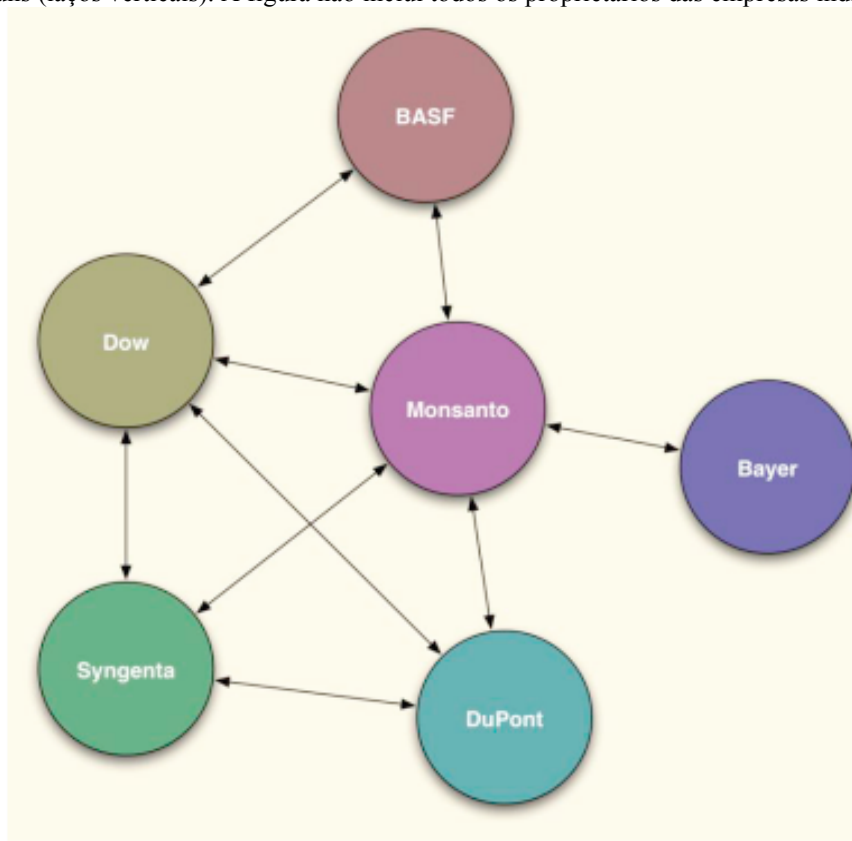 (laços verticais). A figura não inclui todos os proprietários das empresas
BASF
Dow
Monsanto
Bayer
Syngenta
DuPont